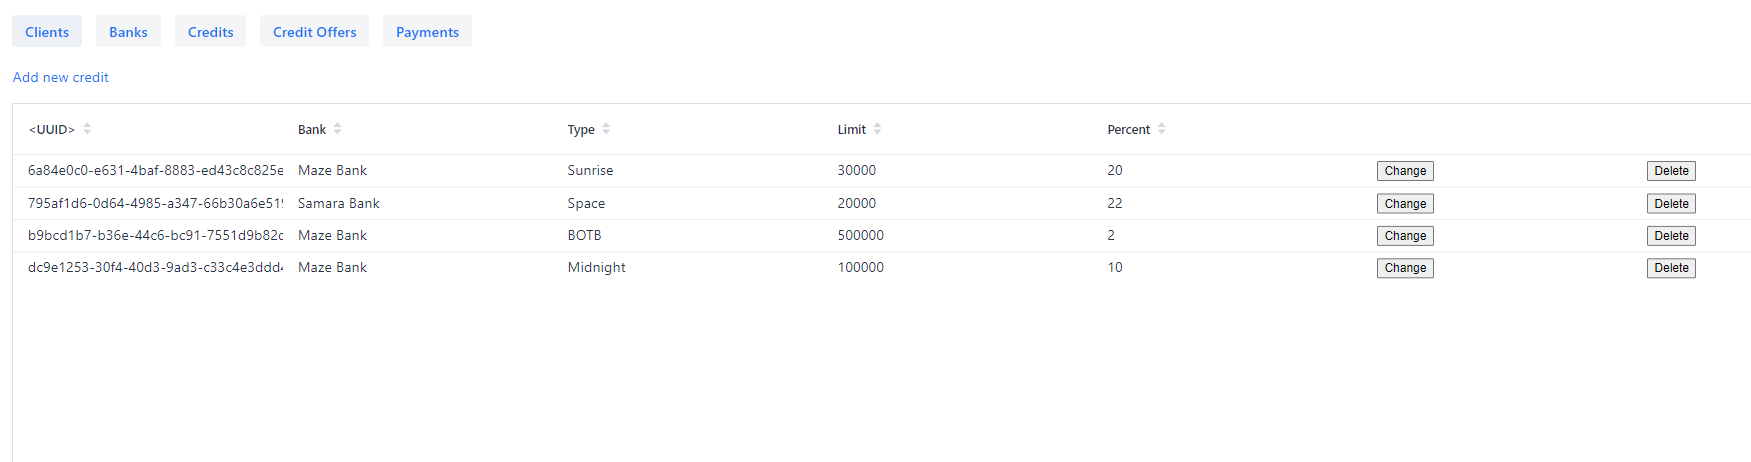 Clients Banks Credits Credit Offers Payments
Add new credit
<UUID> Bank Type Limit Percent
6a84e0c0-e631-4baf-8883-ed43c8c825e Maze Bank Sunrise 30000 20 Change Delete
795af1d6-0d64-4985-a347-66b30a6e519 Samara Bank Space 20000 22 Change Delete
b9bcd1b7-b36e-44c6-bc91-7551d9b82c Maze Bank BOTB 500000 2 Change Delete
dc9e1253-30f4-40d3-9ad3-c33c4e3ddd4 Maze Bank Midnight 100000 10 Change Delete